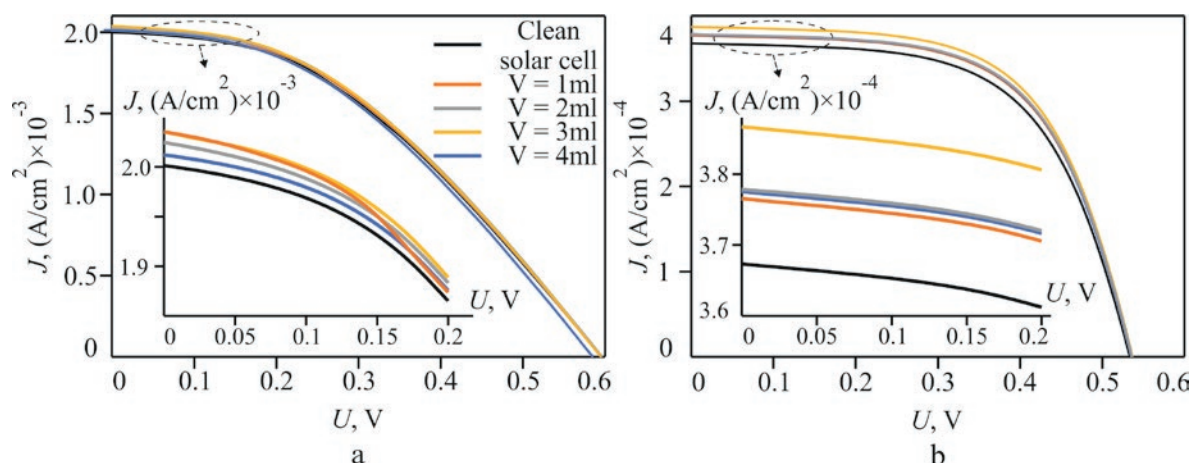 2.0
1.5
1.0
0.5
0
J, (A/cm²)×10⁻³
0
0.1
0.2
0.3
0.4
0.5
0.6
U, V
a
Clean
solar cell
V = 1ml
V = 2ml
V = 3ml
V = 4ml
J, (A/cm²)×10⁻³
2.0
1.9
0
0.05
0.1
0.15
0.2
U, V
4
3
2
1
0
J, (A/cm²)×10⁻⁴
0
0.1
0.2
0.3
0.4
0.5
0.6
U, V
b
J, (A/cm²)×10⁻⁴
3.8
3.8
3.7
3.6
0
0.05
0.1
0.15
0.2
U, V